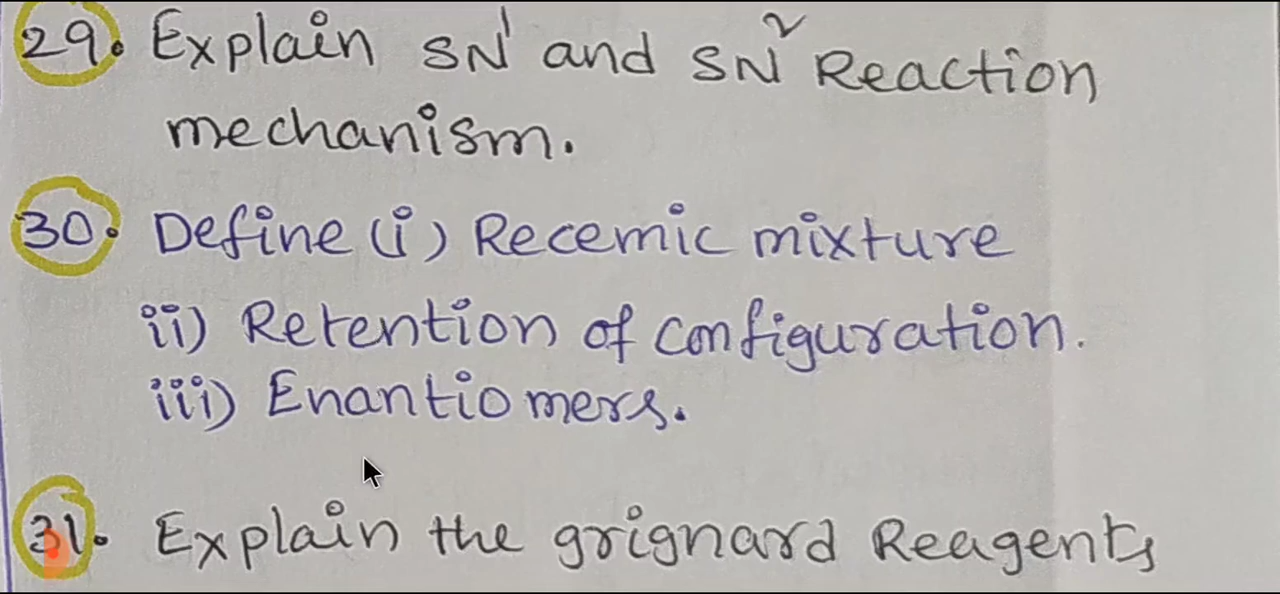 29. Explain SN¹ and SN² Reaction
mechanism.
30. Define (i) Recemic mixture
ii) Retention of configuration.
iii) Enantiomers.
31. Explain the grignard Reagents